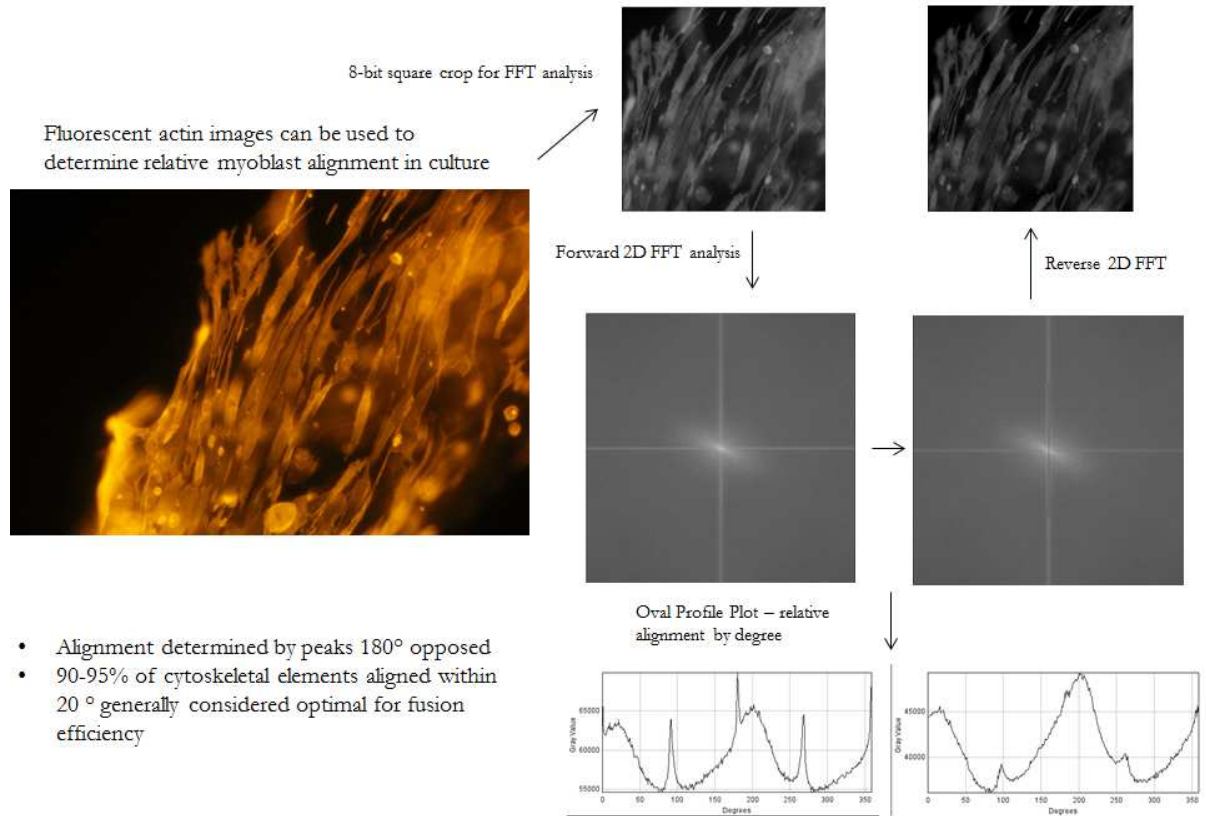 8-bit square crop for FFT analysis
Fluorescent actin images can be used to
determine relative myoblast alignment in culture
Forward 2D FFT analysis
Reverse 2D FFT
Oval Profile Plot – relative
alignment by degree
• Alignment determined by peaks 180° opposed
• 90-95% of cytoskeletal elements aligned within
20 ° generally considered optimal for fusion
efficiency
Gray Value
65000
60000
55000
0 50 100 150 200 250 300 350
Degrees
Gray Value
45000
40000
0 50 100 150 200 250 300 350
Degrees